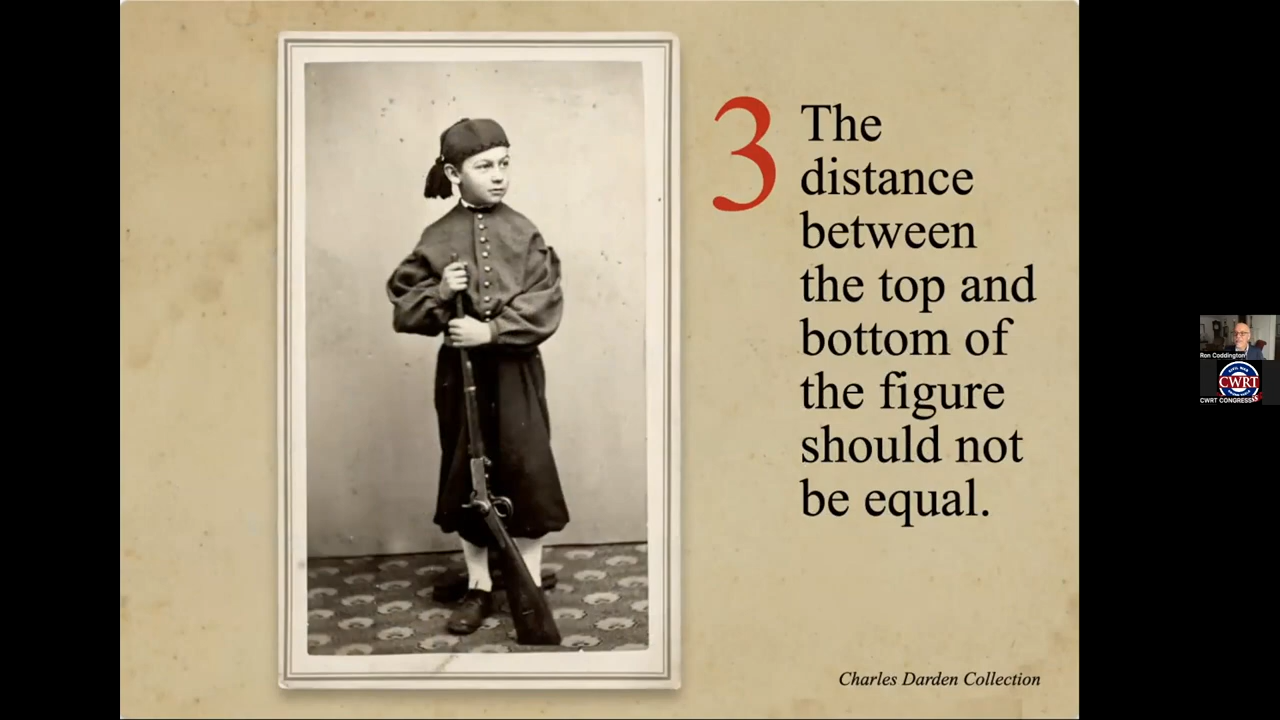 3
The
distance
between
the top and
bottom of
the figure
should not
be equal.
Charles Darden Collection
Ron Coddington
CWRT
CWRT CONGRESS